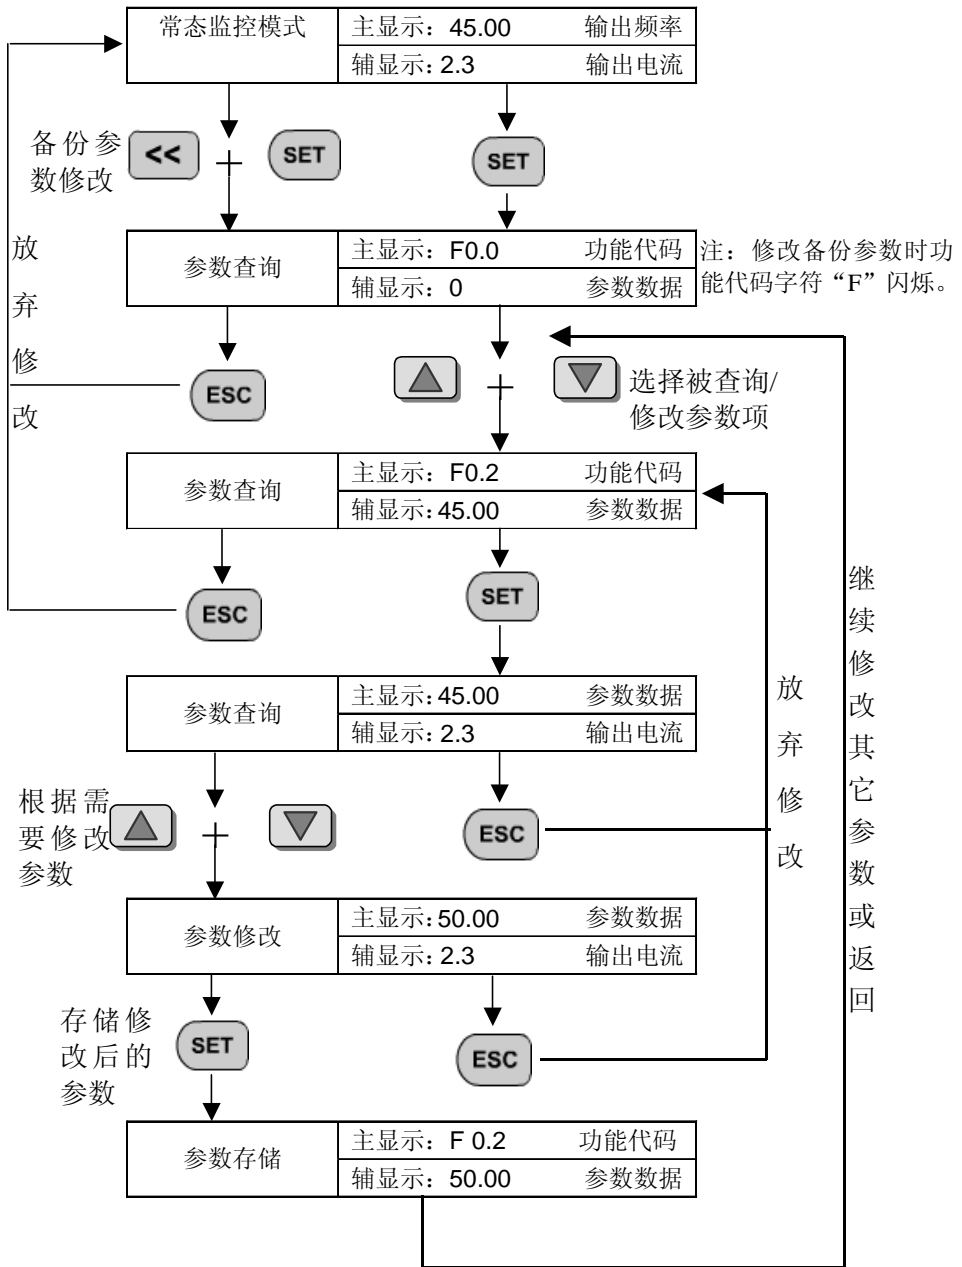 常态监控模式
主显示：45.00 输出频率
辅显示：2.3 输出电流
备份参
数修改
<<
+
SET
SET
放
弃
修
改
参数查询
主显示：F0.0 功能代码
辅显示：0 参数数据
注：修改备份参数时功
能代码字符“F”闪烁。
ESC
+
选择被查询/
修改参数项
参数查询
主显示：F0.2 功能代码
辅显示：45.00 参数数据
ESC
SET
参数查询
主显示：45.00 参数数据
辅显示：2.3 输出电流
根据需
要修改
参数
+
ESC
放
弃
修
改
继
续
修
改
其
它
参
数
或
返
回
参数修改
主显示：50.00 参数数据
辅显示：2.3 输出电流
存储修
改后的
参数
SET
ESC
参数存储
主显示：F 0.2 功能代码
辅显示：50.00 参数数据